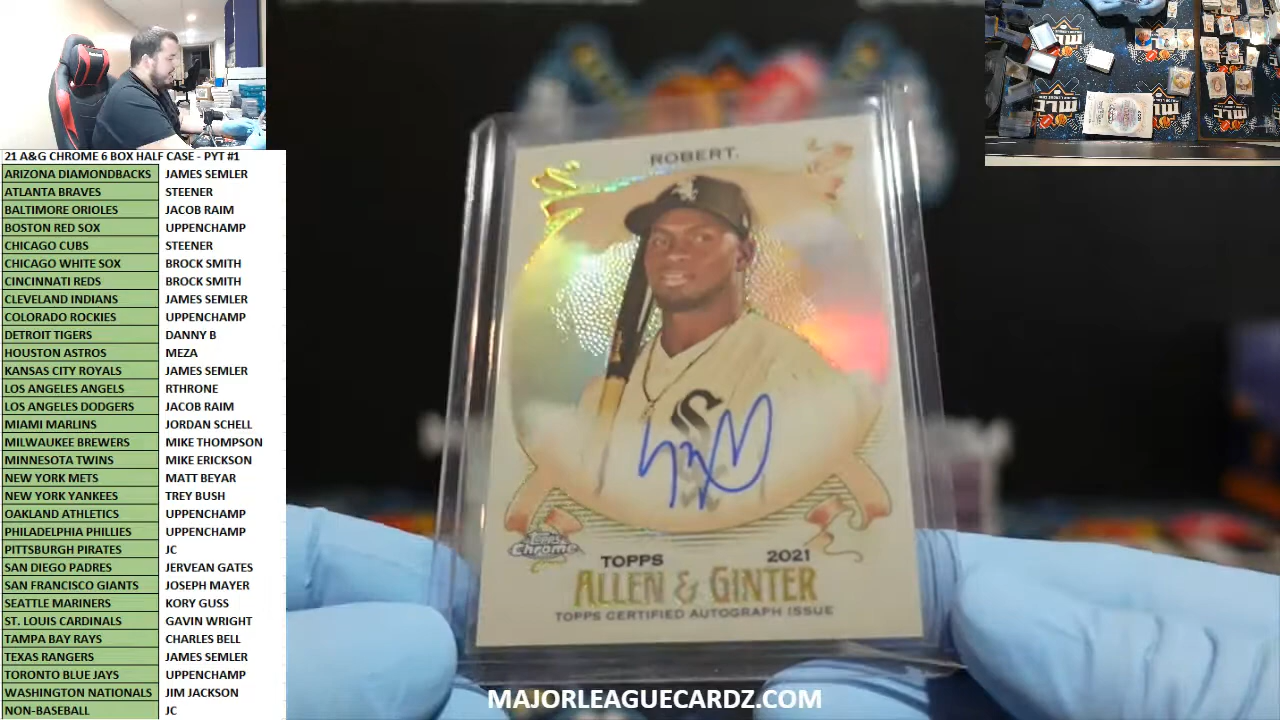 21 A&G CHROME 6 BOX HALF CASE - PYT #1
ARIZONA DIAMONDBACKS JAMES SEMLER
ATLANTA BRAVES STEENER
BALTIMORE ORIOLES JACOB RAIM
BOSTON RED SOX UPPENCHAMP
CHICAGO CUBS STEENER
CHICAGO WHITE SOX BROCK SMITH
CINCINNATI REDS BROCK SMITH
CLEVELAND INDIANS JAMES SEMLER
COLORADO ROCKIES UPPENCHAMP
DETROIT TIGERS DANNY B
HOUSTON ASTROS MEZA
KANSAS CITY ROYALS JAMES SEMLER
LOS ANGELES ANGELS RTHRONE
LOS ANGELES DODGERS JACOB RAIM
MIAMI MARLINS JORDAN SCHELL
MILWAUKEE BREWERS MIKE THOMPSON
MINNESOTA TWINS MIKE ERICKSON
NEW YORK METS MATT BEYAR
NEW YORK YANKEES TREY BUSH
OAKLAND ATHLETICS UPPENCHAMP
PHILADELPHIA PHILLIES UPPENCHAMP
PITTSBURGH PIRATES JC
SAN DIEGO PADRES JERVEAN GATES
SAN FRANCISCO GIANTS JOSEPH MAYER
SEATTLE MARINERS KORY GUSS
ST. LOUIS CARDINALS GAVIN WRIGHT
TAMPA BAY RAYS CHARLES BELL
TEXAS RANGERS JAMES SEMLER
TORONTO BLUE JAYS UPPENCHAMP
WASHINGTON NATIONALS JIM JACKSON
NON-BASEBALL JC
ROBERT.
Topps
Chrome
TOPPS 2021
ALLEN & GINTER
TOPPS CERTIFIED AUTOGRAPH ISSUE
MAJORLEAGUECARDZ.COM